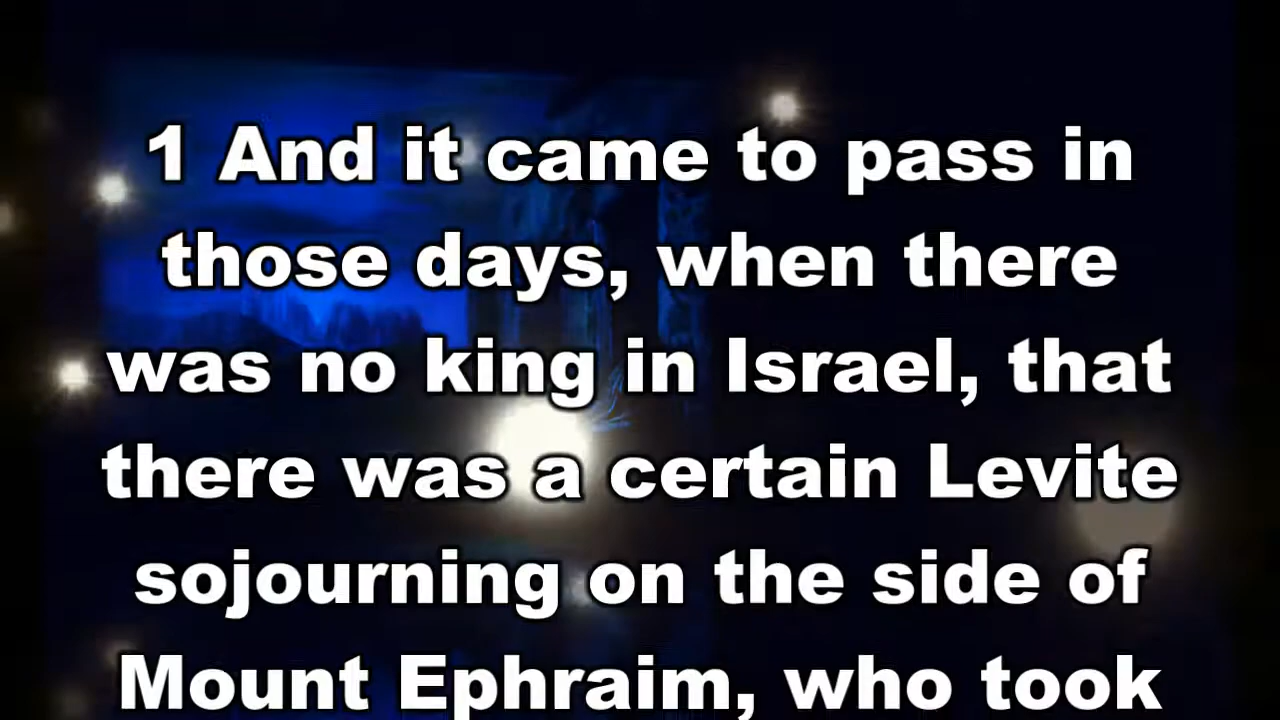 1 And it came to pass in
those days, when there
was no king in Israel, that
there was a certain Levite
sojourning on the side of
Mount Ephraim, who took